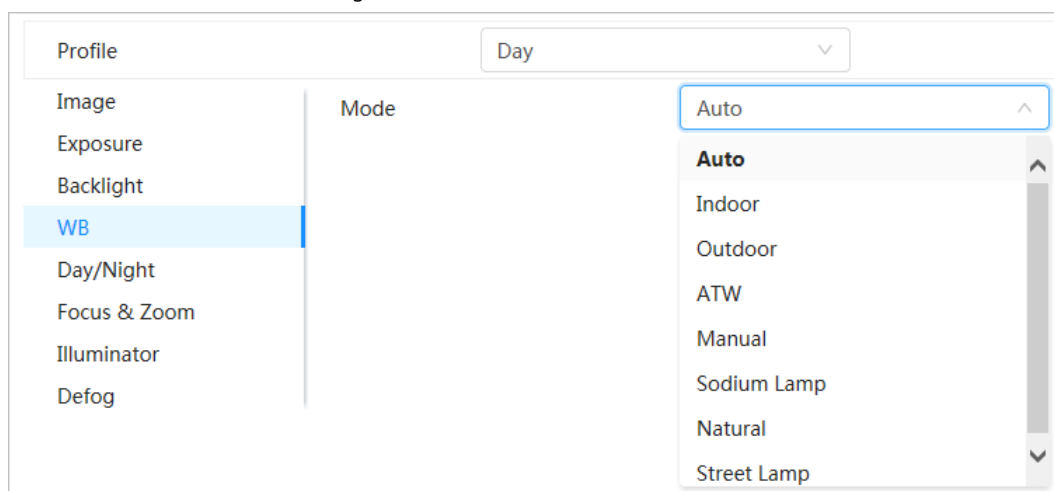 Profile
Day
Image
Mode
Auto
Exposure
Auto
Backlight
Indoor
WB
Outdoor
Day/Night
ATW
Focus & Zoom
Manual
Illuminator
Sodium Lamp
Defog
Natural
Street Lamp